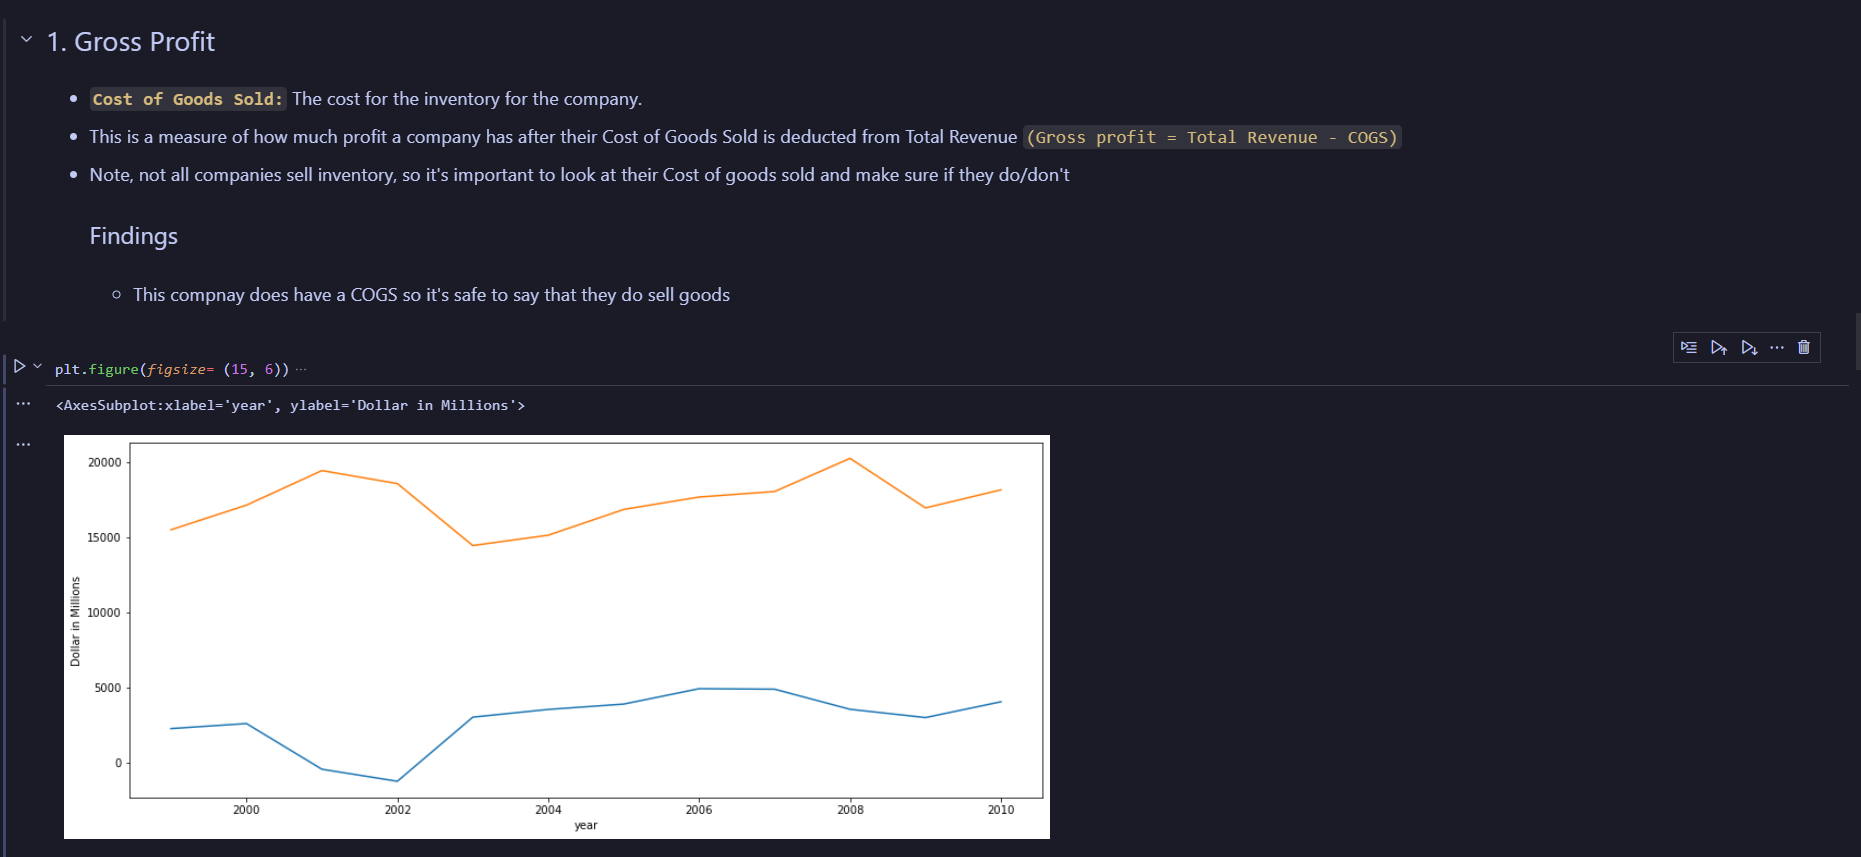 1. Gross Profit
Cost of Goods Sold: The cost for the inventory for the company.
This is a measure of how much profit a company has after their Cost of Goods Sold is deducted from Total Revenue (Gross profit = Total Revenue - COGS)
Note, not all companies sell inventory, so it's important to look at their Cost of goods sold and make sure if they do/don't
Findings
This compnay does have a COGS so it's safe to say that they do sell goods
plt.figure(figsize= (15, 6)) ...
<AxesSubplot:xlabel='year', ylabel='Dollar in Millions'>
20000
15000
10000
5000
0
Dollar in Millions
2000 2002 2004 2006 2008 2010
year